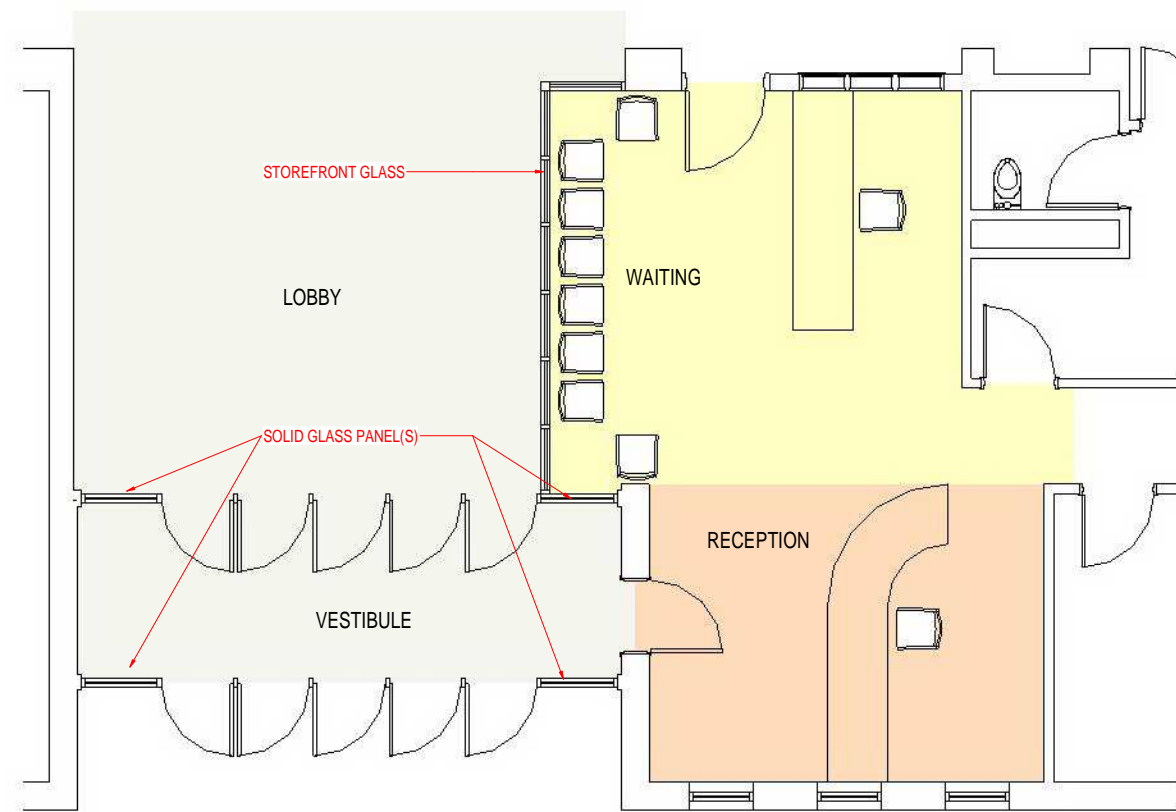 STOREFRONT GLASS
WAITING
LOBBY
SOLID GLASS PANEL(S)
RECEPTION
VESTIBULE